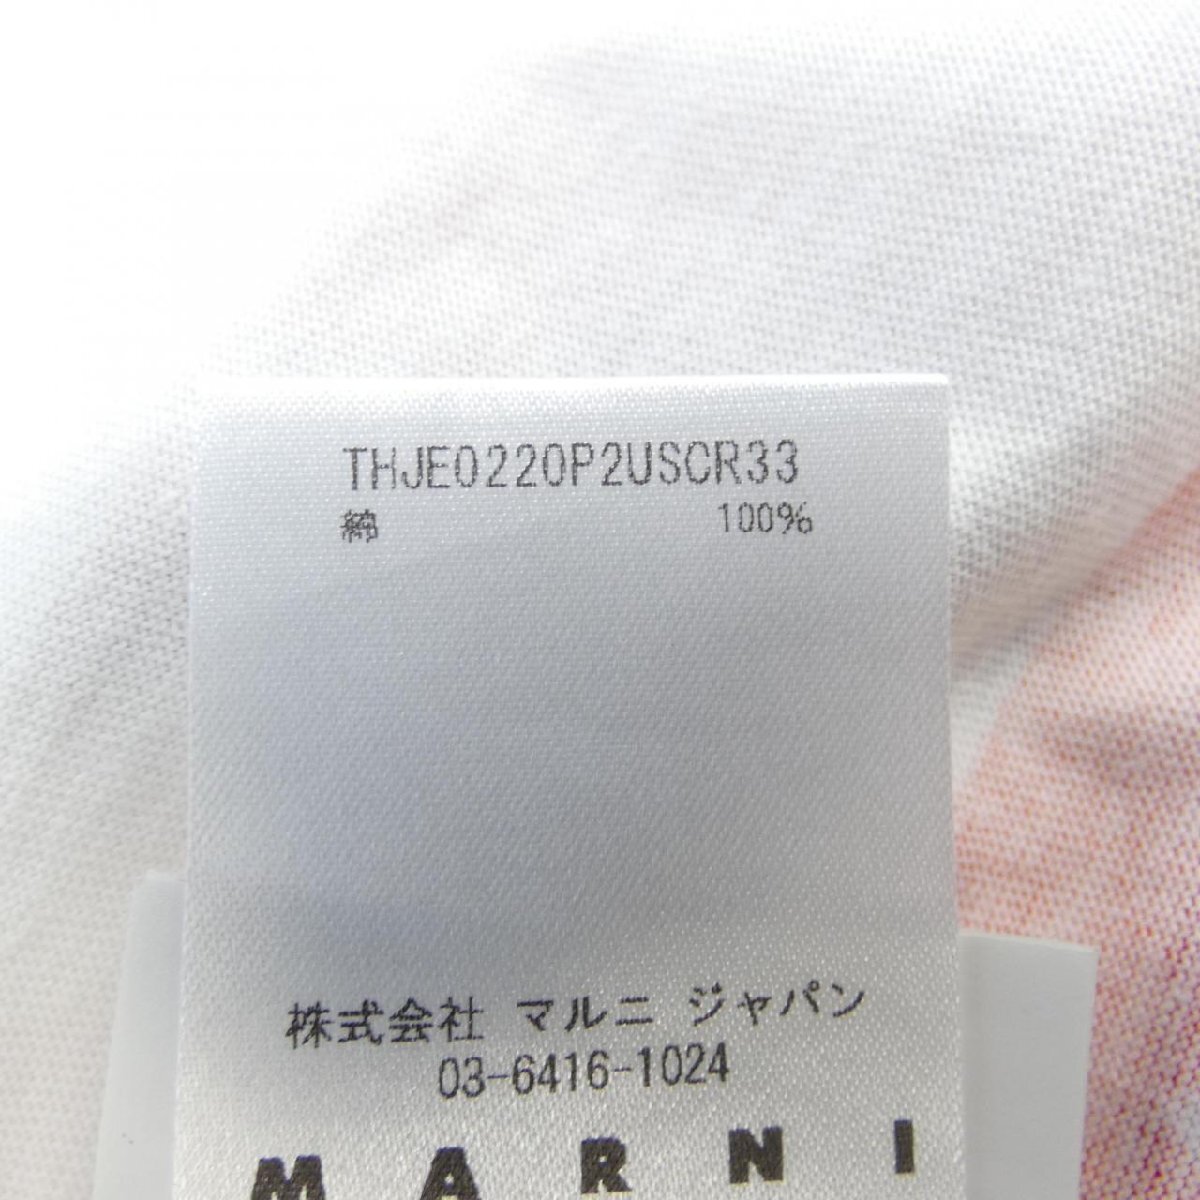 THJE0220P2USCR33
綿 100%
株式会社 マルニ ジャパン
03-6416-1024
MARNI